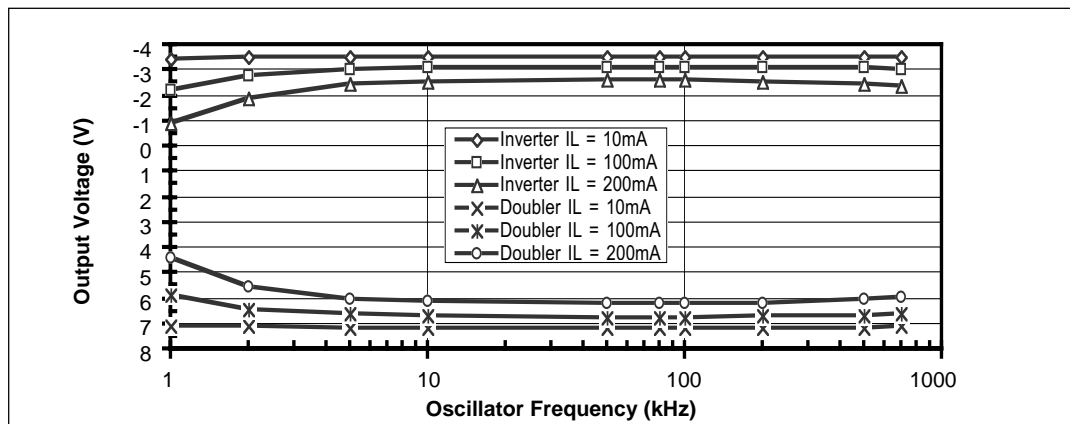 -4
-3
-2
-1
0
1
2
3
4
5
6
7
8
Output Voltage (V)
Inverter IL = 10mA
Inverter IL = 100mA
Inverter IL = 200mA
Doubler IL = 10mA
Doubler IL = 100mA
Doubler IL = 200mA
1 10 100 1000
Oscillator Frequency (kHz)